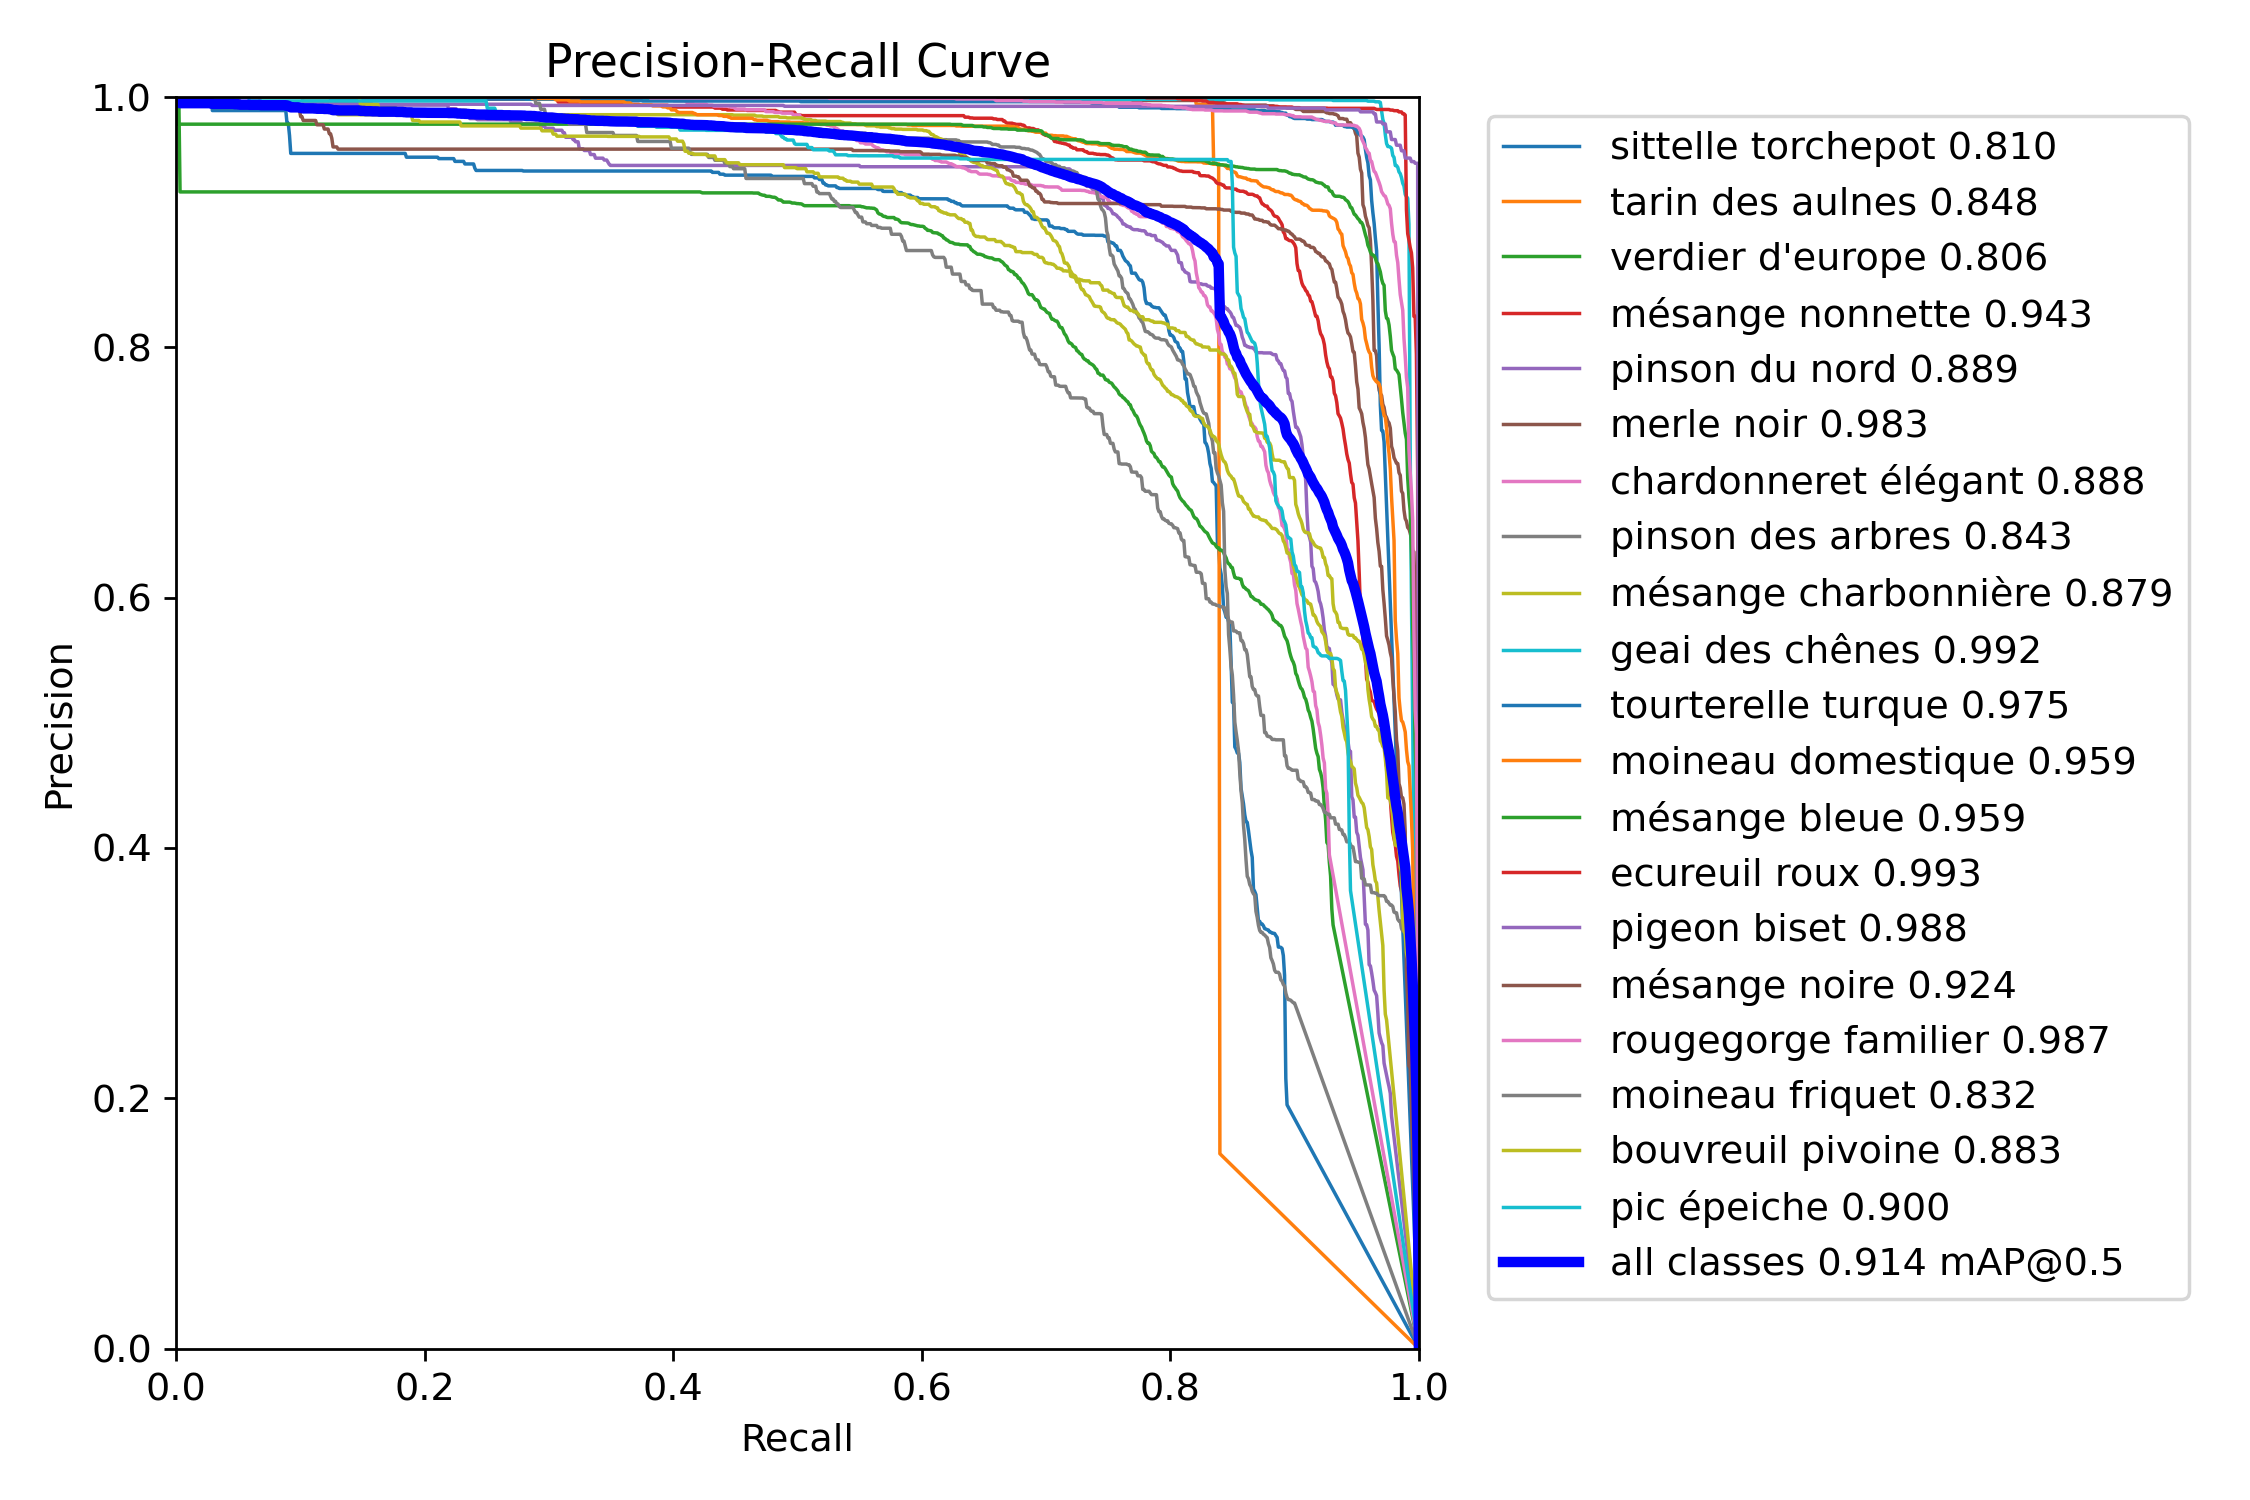 Precision-Recall Curve
1.0
0.8
0.6
0.4
0.2
0.0
Precision
0.0 0.2 0.4 0.6 0.8 1.0
Recall
sittelle torchepot 0.810
tarin des aulnes 0.848
verdier d'europe 0.806
mésange nonnette 0.943
pinson du nord 0.889
merle noir 0.983
chardonneret élégant 0.888
pinson des arbres 0.843
mésange charbonnière 0.879
geai des chênes 0.992
tourterelle turque 0.975
moineau domestique 0.959
mésange bleue 0.959
ecureuil roux 0.993
pigeon biset 0.988
mésange noire 0.924
rougegorge familier 0.987
moineau friquet 0.832
bouvreuil pivoine 0.883
pic épeiche 0.900
all classes 0.914 mAP@0.5